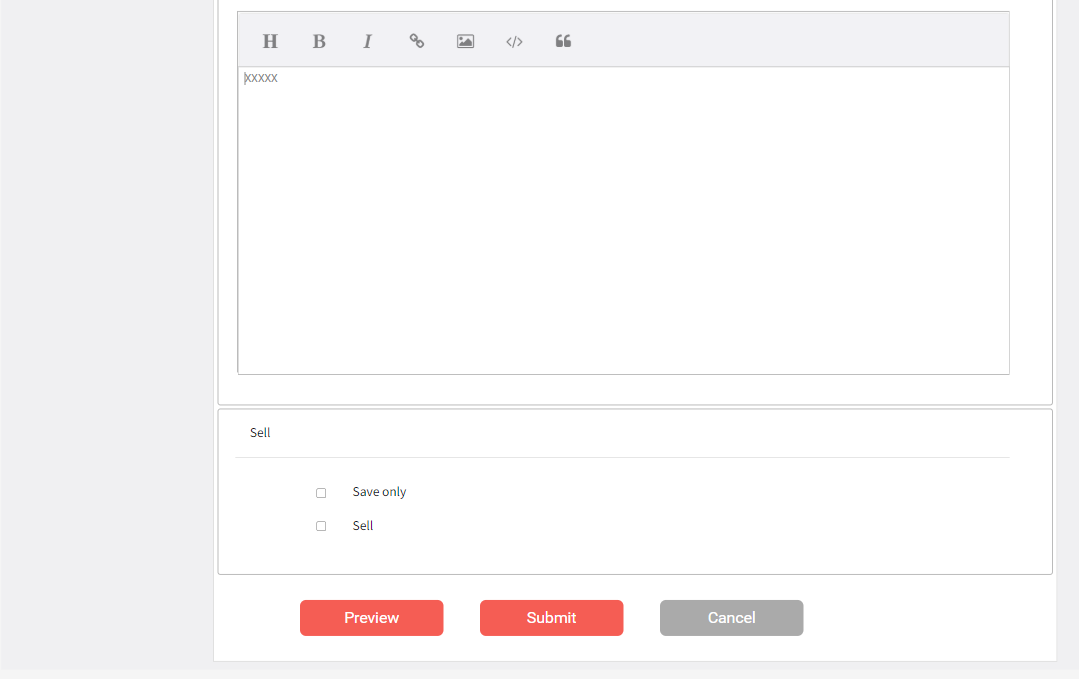 H B I </> “
xxxxx
Sell
Save only
Sell
Preview Submit Cancel